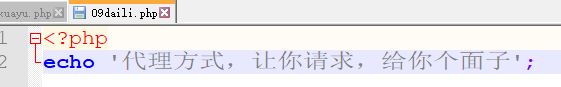 kuayu.php 09daili.php
1 <?php
2 echo '代理方式，让你请求，给你个面子';